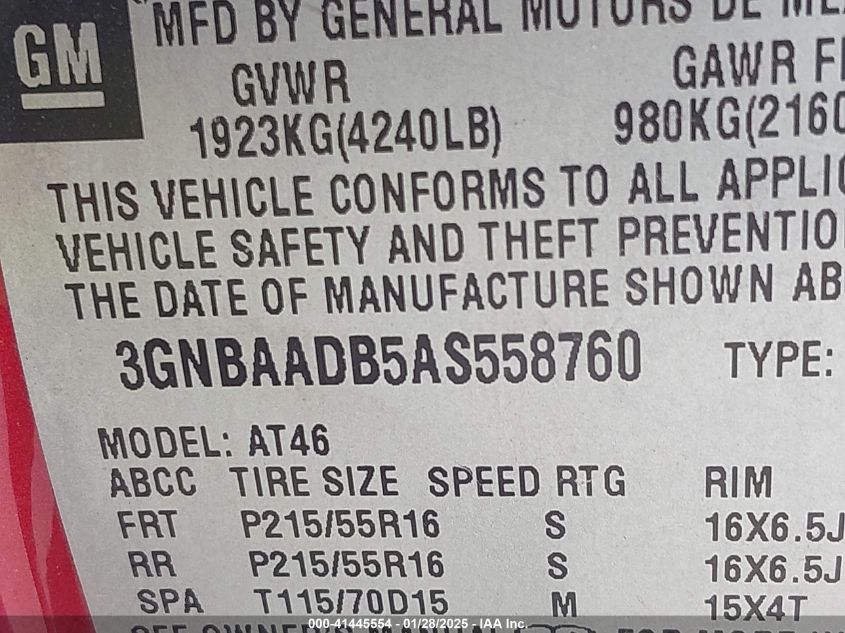 GM
MFD BY GENERAL MOTORS DE
GVWR GAWR
1923KG(4240LB) 980KG(2160
THIS VEHICLE CONFORMS TO ALL APPLIC
VEHICLE SAFETY AND THEFT PREVENTIO
THE DATE OF MANUFACTURE SHOWN AB
3GNBAADB5AS558760 TYPE:
MODEL: AT46
ABCC TIRE SIZE SPEED RTG RIM
FRT P215/55R16 S 16X6.5J
RR P215/55R16 S 16X6.5J
SPA T115/70D15 M 15X4T
000-41445554 - 01/28/2025 - IAA Inc.